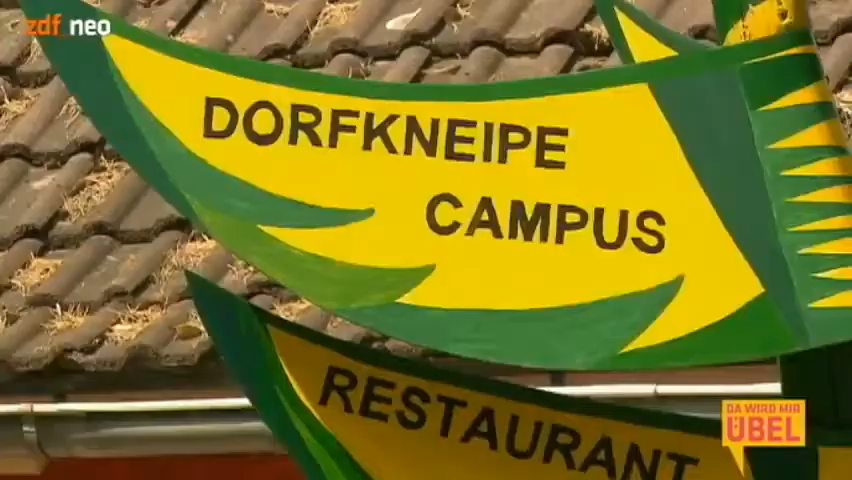 zdf neo
DORFKNEIPE
CAMPUS
RESTAURANT
DA WIRD MIR
ÜBEL